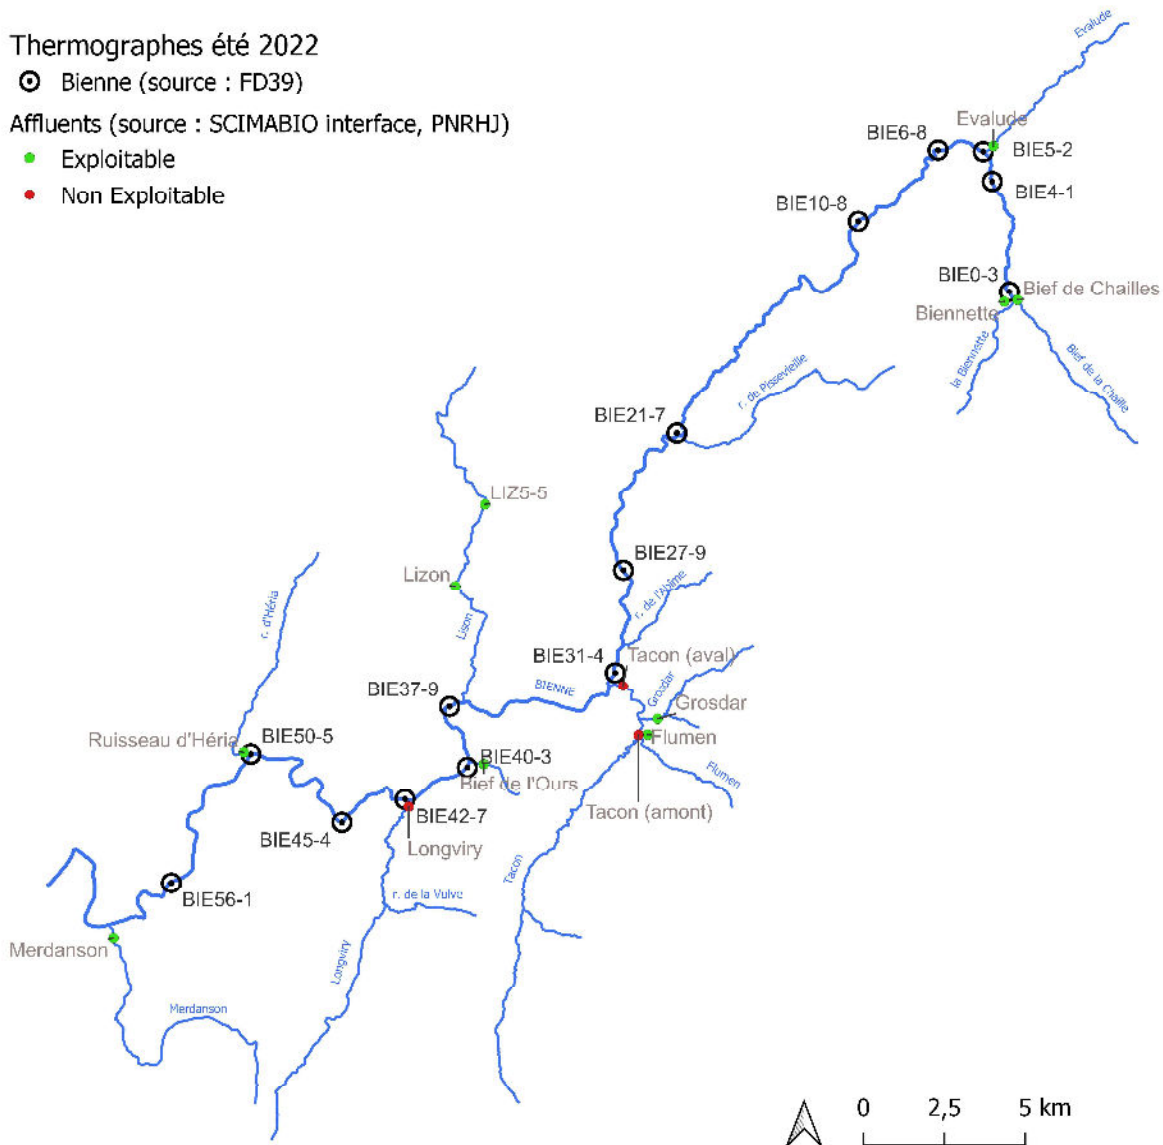 Thermographes été 2022
Bienne (source : FD39)
Affluents (source : SCIMABIO interface, PNRHJ)
Exploitable
Non Exploitable
Evalude
Evalude
BIE6-8
BIE5-2
BIE4-1
BIE10-8
BIE0-3
Bief de Chailles
Biennette
la Biennette
Bief de la Chaille
r. de Pissevieille
BIE21-7
LIZ5-5
BIE27-9
Lizon
r. de l'Abime
r. d'Héria
Lison
BIE31-4
Tacon (aval)
BIENNE
BIE37-9
Grosdar
Grosdar
Ruisseau d'Héria
BIE50-5
Flumen
BIE40-3
Bief de l'Ours
Flumen
BIE42-7
Tacon (amont)
BIE45-4
Longviry
Tacon
BIE56-1
r. de la Vulve
Merdanson
Longviry
Merdanson
0 2,5 5 km